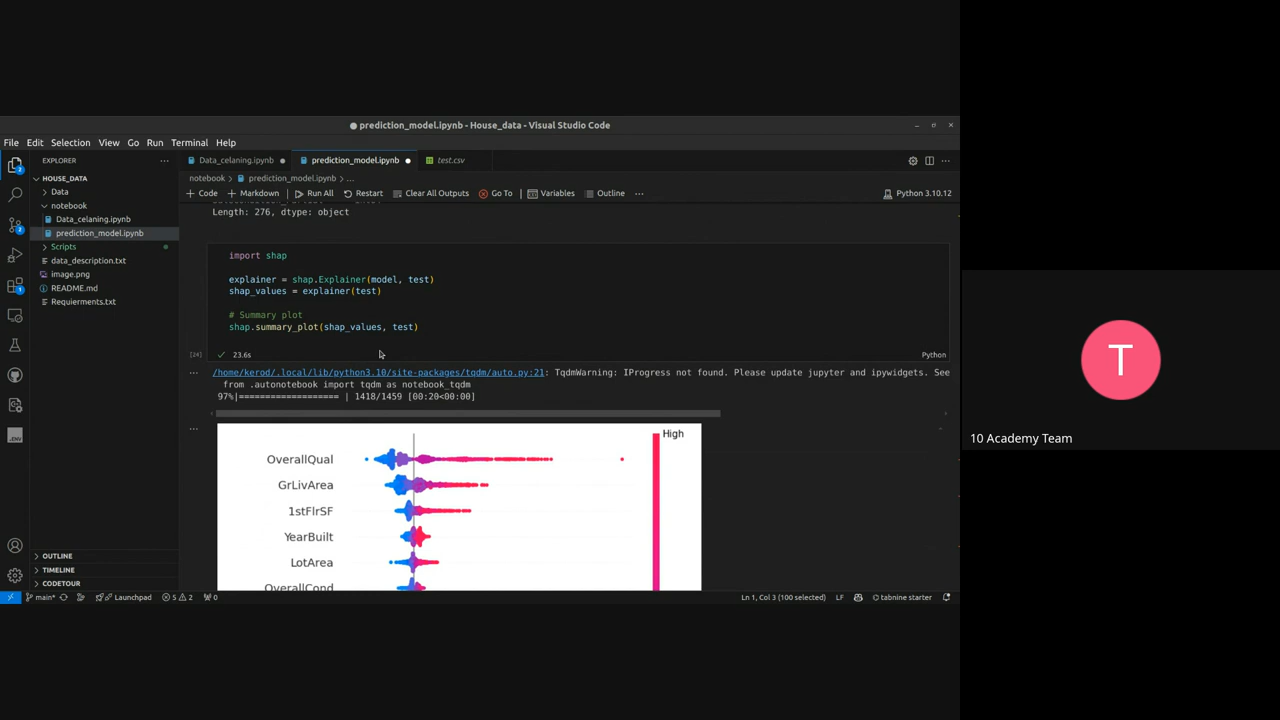 prediction_model.ipynb - House_data - Visual Studio Code
File Edit Selection View Go Run Terminal Help
EXPLORER
Data_celaning.ipynb
prediction_model.ipynb
test.csv
HOUSE_DATA
notebook > prediction_model.ipynb > ...
Data
+ Code + Markdown Run All Restart Clear All Outputs Go To Variables Outline ... Python 3.10.12
notebook
Length: 276, dtype: object
Data_celaning.ipynb
prediction_model.ipynb
Scripts
data_description.txt
image.png
README.md
Requierments.txt
import shap
explainer = shap.Explainer(model, test)
shap_values = explainer(test)
# Summary plot
shap.summary_plot(shap_values, test)
[24] 23.6s Python
/home/kerod/.local/lib/python3.10/site-packages/tqdm/auto.py:21: TqdmWarning: IProgress not found. Please update jupyter and ipywidgets. See
from .autonotebook import tqdm as notebook_tqdm
97%|=================== | 1418/1459 [00:20<00:00]
High
OverallQual
GrLivArea
1stFlrSF
YearBuilt
LotArea
OverallCond
OUTLINE
TIMELINE
CODETOUR
main* Launchpad 5 2 0 Ln 1, Col 3 (100 selected) LF tabnine starter
T
10 Academy Team